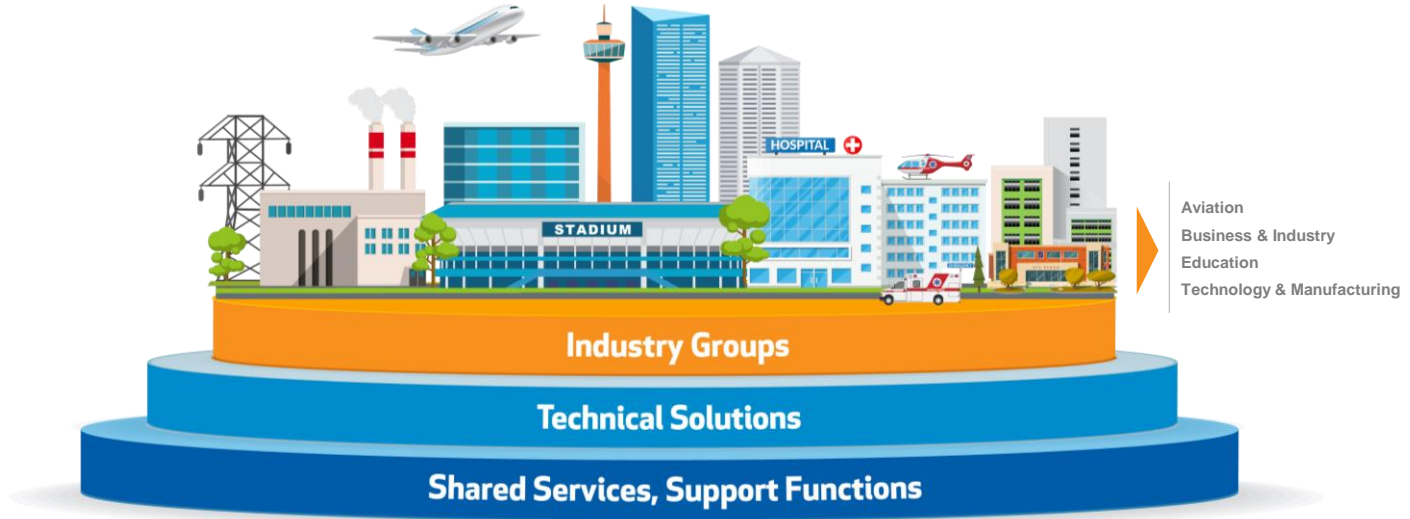 HOSPITAL
STADIUM
Aviation
Business & Industry
Education
Technology & Manufacturing
Industry Groups
Technical Solutions
Shared Services, Support Functions